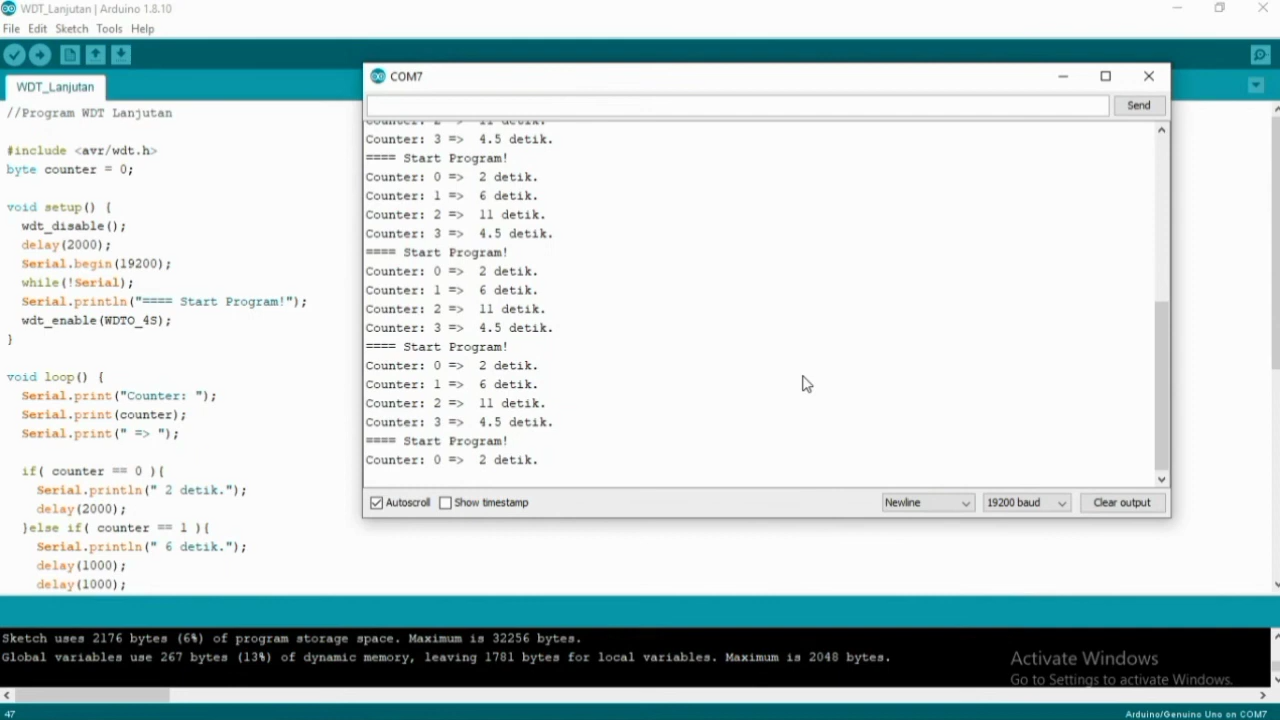 WDT_Lanjutan | Arduino 1.8.10
File Edit Sketch Tools Help
WDT_Lanjutan
//Program WDT Lanjutan
#include <avr/wdt.h>
byte counter = 0;
void setup() {
wdt_disable();
delay(2000);
Serial.begin(19200);
while(!Serial);
Serial.println("==== Start Program!");
wdt_enable(WDTO_4S);
}
void loop() {
Serial.print("Counter: ");
Serial.print(counter);
Serial.print(" => ");
if( counter == 0 ){
Serial.println(" 2 detik.");
delay(2000);
}else if( counter == 1 ){
Serial.println(" 6 detik.");
delay(1000);
delay(1000);
COM7
Send
Counter: 2 =>  11 detik.
Counter: 3 =>  4.5 detik.
==== Start Program!
Counter: 0 =>  2 detik.
Counter: 1 =>  6 detik.
Counter: 2 =>  11 detik.
Counter: 3 =>  4.5 detik.
==== Start Program!
Counter: 0 =>  2 detik.
Counter: 1 =>  6 detik.
Counter: 2 =>  11 detik.
Counter: 3 =>  4.5 detik.
==== Start Program!
Counter: 0 =>  2 detik.
Counter: 1 =>  6 detik.
Counter: 2 =>  11 detik.
Counter: 3 =>  4.5 detik.
==== Start Program!
Counter: 0 =>  2 detik.
Autoscroll Show timestamp Newline 19200 baud Clear output
Sketch uses 2176 bytes (6%) of program storage space. Maximum is 32256 bytes.
Global variables use 267 bytes (13%) of dynamic memory, leaving 1781 bytes for local variables. Maximum is 2048 bytes.
Activate Windows
Go to Settings to activate Windows.
47 Arduino/Genuino Uno on COM7